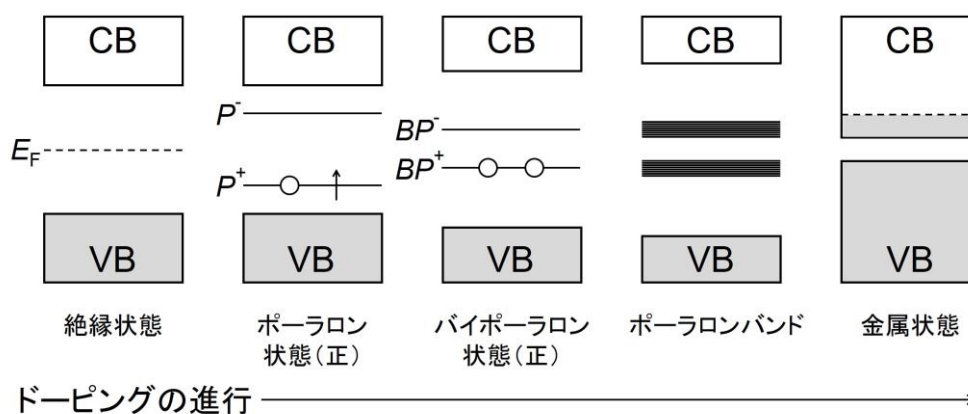 CB
CB
CB
CB
CB
P-
BP-
EF
BP+
P+
VB
VB
VB
VB
VB
絶縁状態
ポーラロン
状態(正)
バイポーラロン
状態(正)
ポーラロンバンド
金属状態
ドーピングの進行